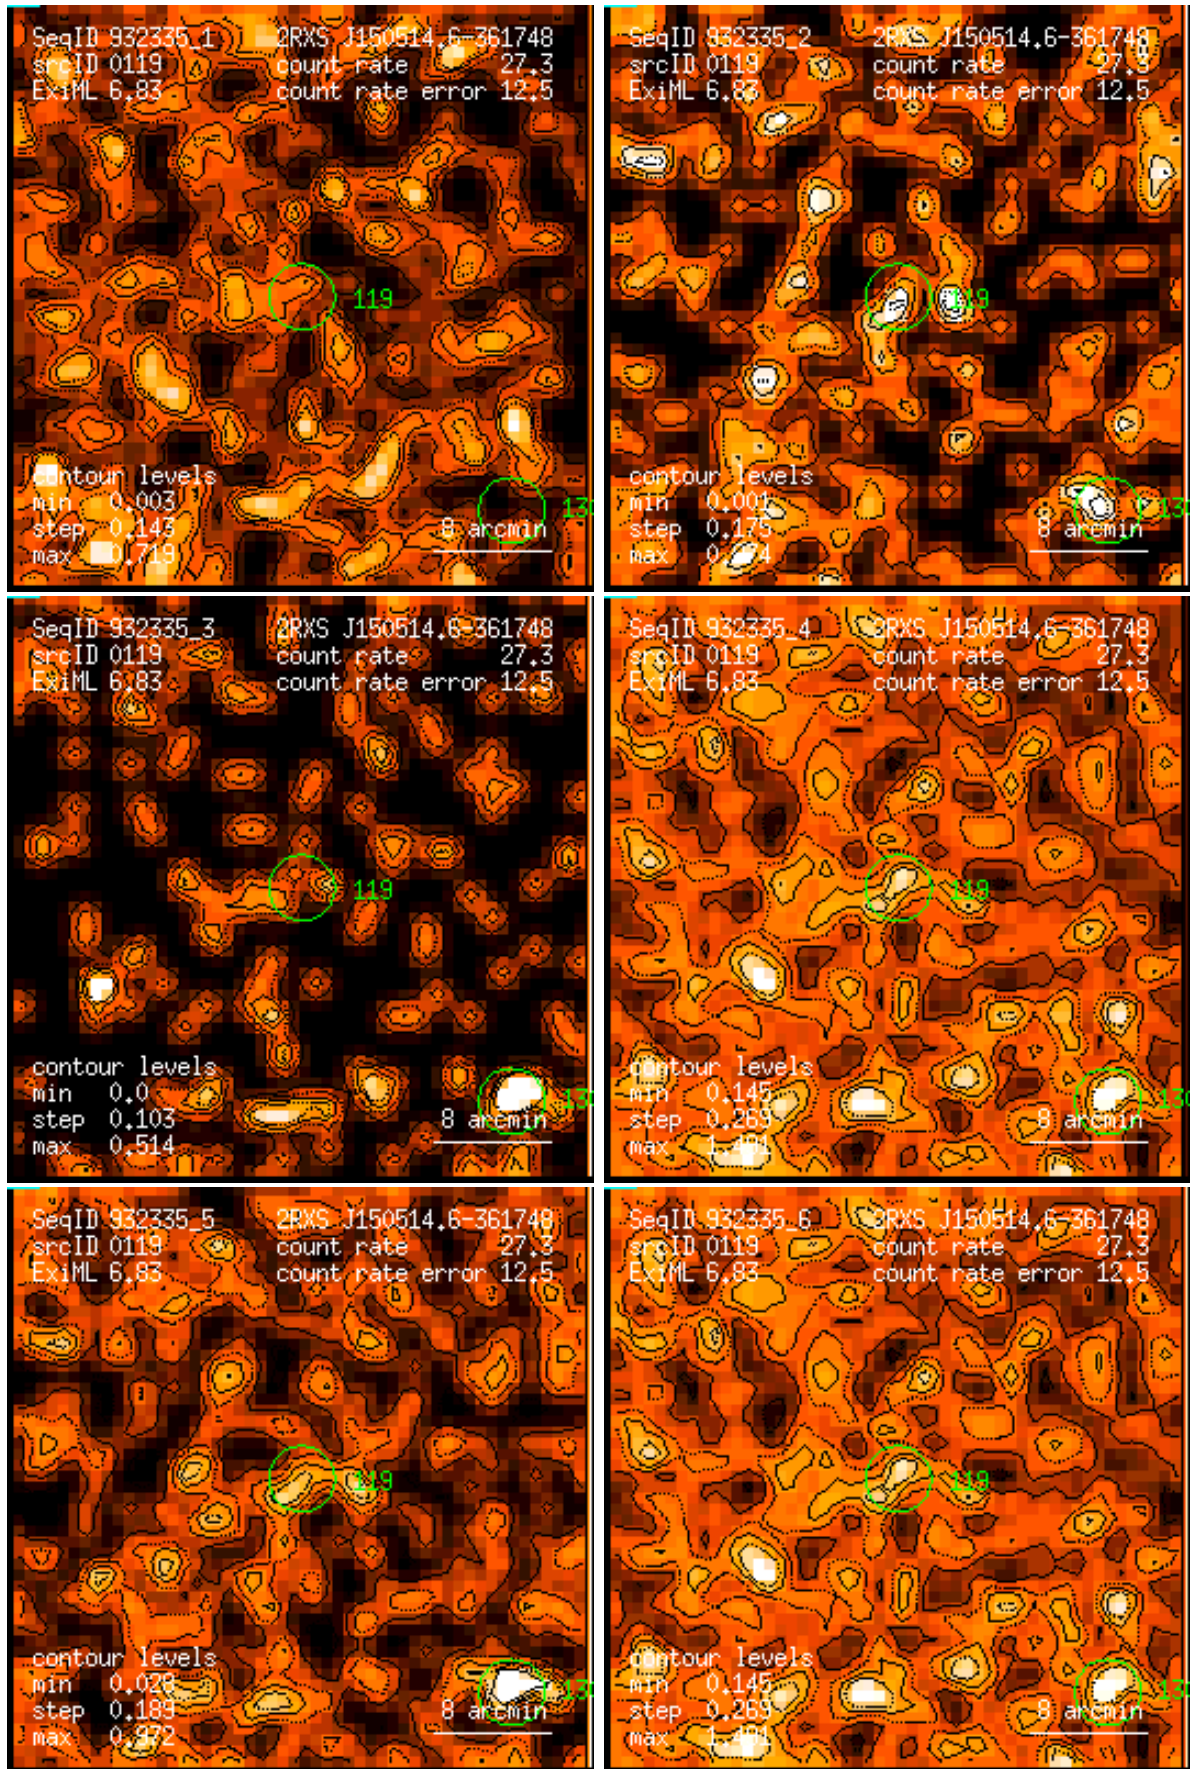 SeqID 932335_1 2RXS J150514.6-361748
srcID 0119 count rate 27.3
ExiML 6.83 count rate error 12.5
119
contour levels
min 0.003
step 0.143
max 0.719
8 arcmin
SeqID 932335_2 2RXS J150514.6-361748
srcID 0119 count rate 27.3
ExiML 6.83 count rate error 12.5
119
contour levels
min 0.001
step 0.175
max
8 arcmin
SeqID 932335_3 2RXS J150514.6-361748
srcID 0119 count rate 27.3
ExiML 6.83 count rate error 12.5
119
contour levels
min 0.0
step 0.103
max 0.514
8 arcmin
SeqID 932335_4 2RXS J150514.6-361748
srcID 0119 count rate 27.3
ExiML 6.83 count rate error 12.5
119
contour levels
min 0.145
step 0.269
max 1.491
8 arcmin
SeqID 932335_5 2RXS J150514.6-361748
srcID 0119 count rate 27.3
ExiML 6.83 count rate error 12.5
119
contour levels
min 0.028
step 0.189
max 0.972
8 arcmin
SeqID 932335_6 2RXS J150514.6-361748
srcID 0119 count rate 27.3
ExiML 6.83 count rate error 12.5
119
contour levels
min 0.145
step 0.269
max 1.491
8 arcmin